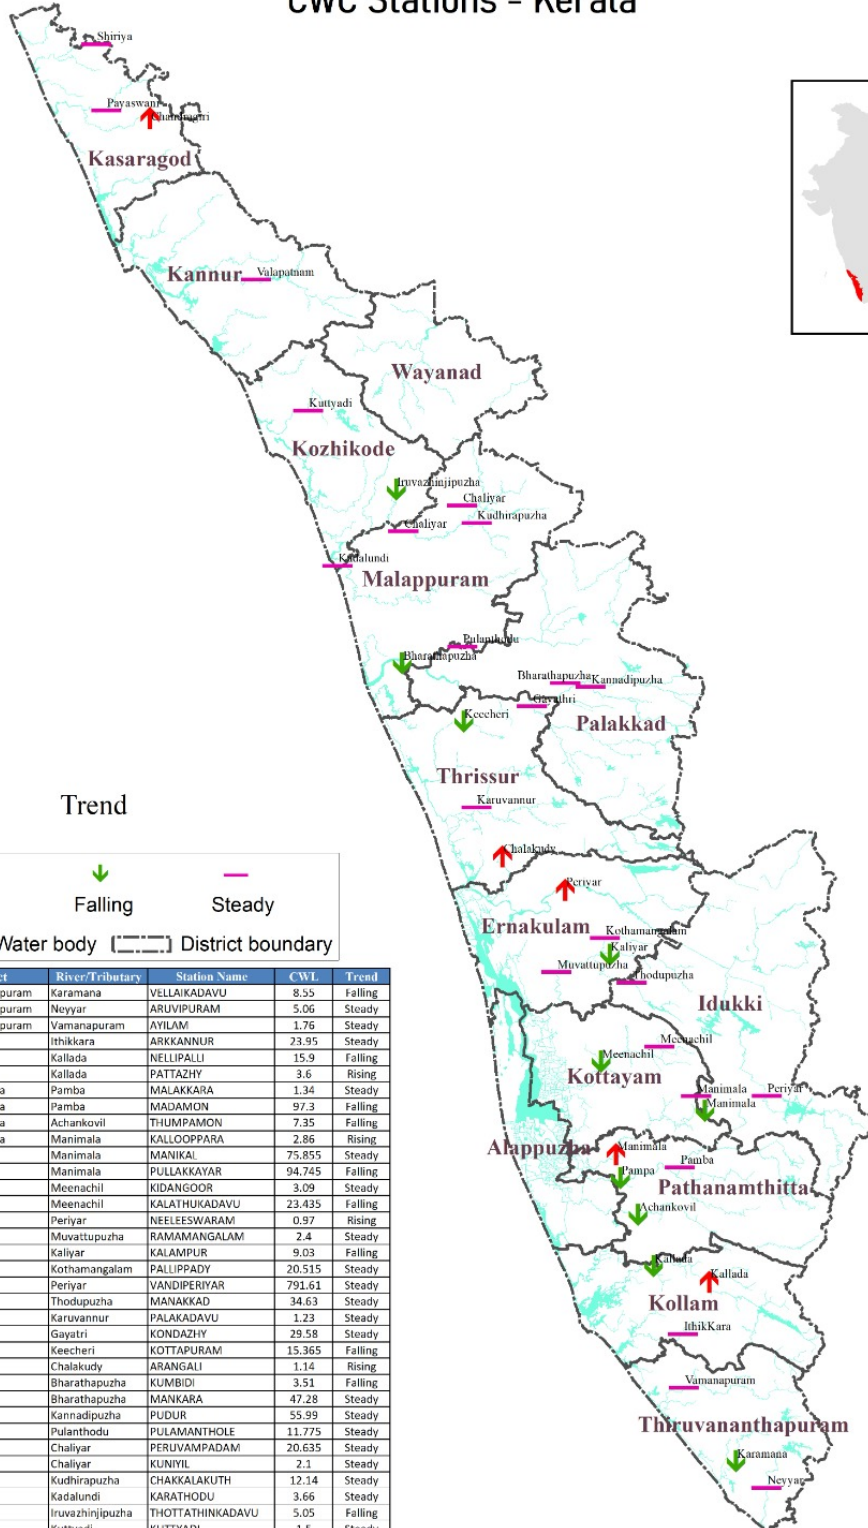 CWC Stations - Kerala
Shiriya
Payaswani
Chandragiri
Kasaragod
Kannur
Valapatnam
Wayanad
Kuttyadi
Kozhikode
Iruvazhinjipuzha
Chaliyar
Kudhirapuzha
Chaliyar
Kadalundi
Malappuram
Pulanthodu
Bharathapuzha
Bharathapuzha
Kannadipuzha
Gayathri
Keecheri
Palakkad
Thrissur
Karuvannur
Chalakudy
Periyar
Ernakulam
Kothamangalam
Kaliyar
Muvattupuzha
Thodupuzha
Idukki
Meenachil
Meenachil
Kottayam
Manimala
Periyar
Manimala
Alappuzha
Manimala
Pamba
Pampa
Pathanamthitta
Achankovil
Kallada
Kallada
Kollam
IthikKara
Vamanapuram
Thiruvananthapuram
Karamana
Neyyar
Trend
Falling
Steady
Water body
District boundary
ct River/Tributary Station Name CWL Trend
puram Karamana VELLAIKADAVU 8.55 Falling
puram Neyyar ARUVIPURAM 5.06 Steady
puram Vamanapuram AYILAM 1.76 Steady
Ithikkara ARKKANNUR 23.95 Steady
Kallada NELLIPALLI 15.9 Falling
Kallada PATTAZHY 3.6 Rising
a Pamba MALAKKARA 1.34 Steady
a Pamba MADAMON 97.3 Falling
a Achankovil THUMPAMON 7.35 Falling
a Manimala KALLOOPPARA 2.86 Rising
Manimala MANIKAL 75.855 Steady
Manimala PULLAKKAYAR 94.745 Falling
Meenachil KIDANGOOR 3.09 Steady
Meenachil KALATHUKADAVU 23.435 Falling
Periyar NEELEESWARAM 0.97 Rising
Muvattupuzha RAMAMANGALAM 2.4 Steady
Kaliyar KALAMPUR 9.03 Falling
Kothamangalam PALLIPPADY 20.515 Steady
Periyar VANDIPERIYAR 791.61 Steady
Thodupuzha MANAKKAD 34.63 Steady
Karuvannur PALAKADAVU 1.23 Steady
Gayatri KONDAZHY 29.58 Steady
Keecheri KOTTAPURAM 15.365 Falling
Chalakudy ARANGALI 1.14 Rising
Bharathapuzha KUMBIDI 3.51 Falling
Bharathapuzha MANKARA 47.28 Steady
Kannadipuzha PUDUR 55.99 Steady
Pulanthodu PULAMANTHOLE 11.775 Steady
Chaliyar PERUVAMPADAM 20.635 Steady
Chaliyar KUNIYIL 2.1 Steady
Kudhirapuzha CHAKKALAKUTH 12.14 Steady
Kadalundi KARATHODU 3.66 Steady
Iruvazhinjipuzha THOTTATHINKADAVU 5.05 Falling
Kuttyadi KUTTYADI 1.5 Steady